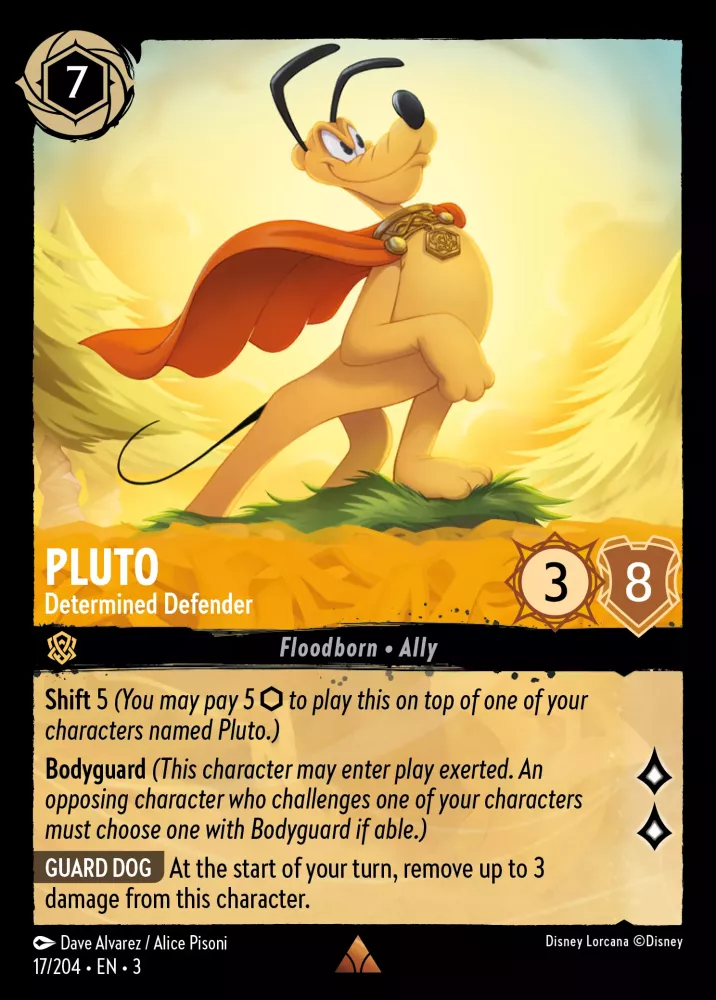 7
PLUTO
Determined Defender
3
8
Floodborn • Ally
Shift 5 (You may pay 5 to play this on top of one of your
characters named Pluto.)
Bodyguard (This character may enter play exerted. An
opposing character who challenges one of your characters
must choose one with Bodyguard if able.)
GUARD DOG At the start of your turn, remove up to 3
damage from this character.
Dave Alvarez / Alice Pisoni
Disney Lorcana ©Disney
17/204 • EN • 3